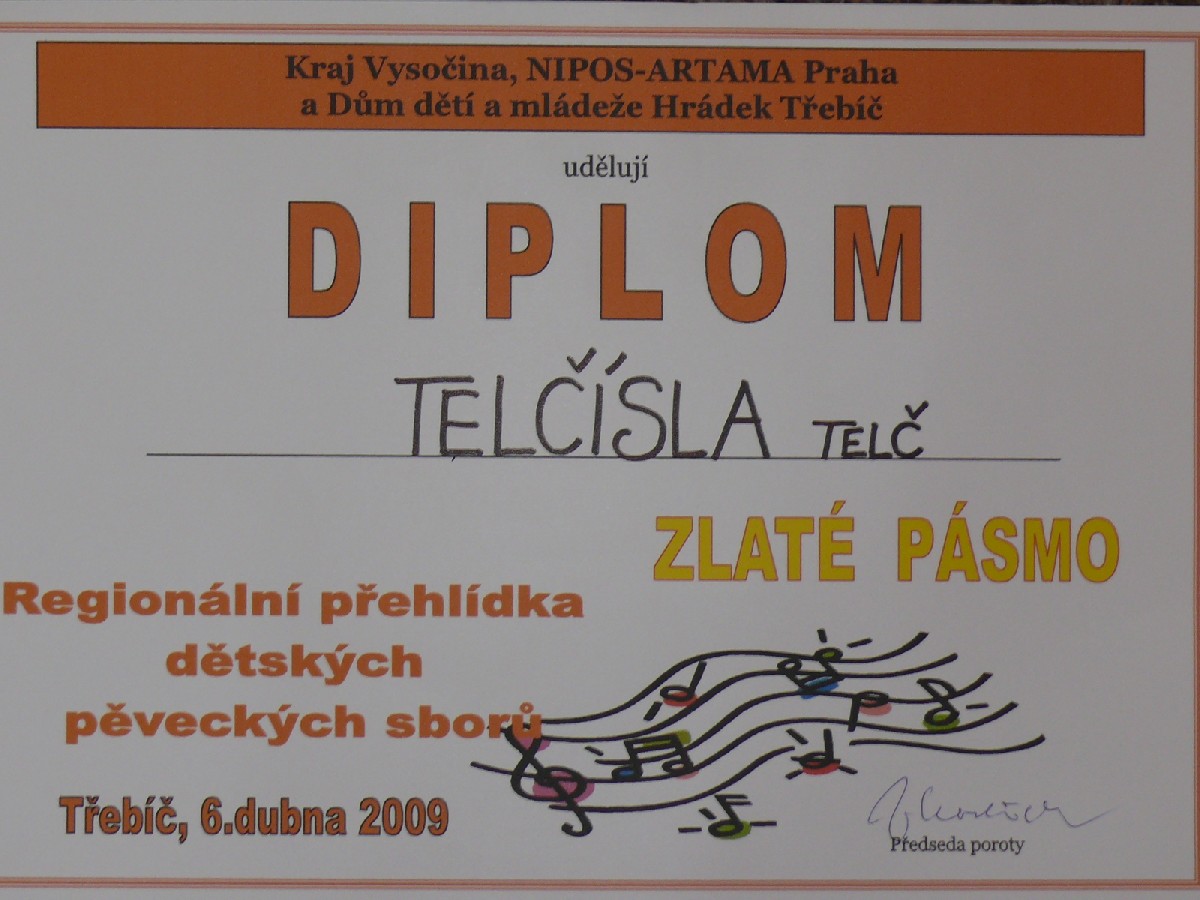 Kraj Vysočina, NIPOS-ARTAMA Praha
a Dům dětí a mládeže Hrádek Třebíč
udělují
DIPLOM
TELČÍSLA TELČ
ZLATÉ PÁSMO
Regionální přehlídka
dětských
pěveckých sborů
Třebíč, 6.dubna 2009
Předseda poroty